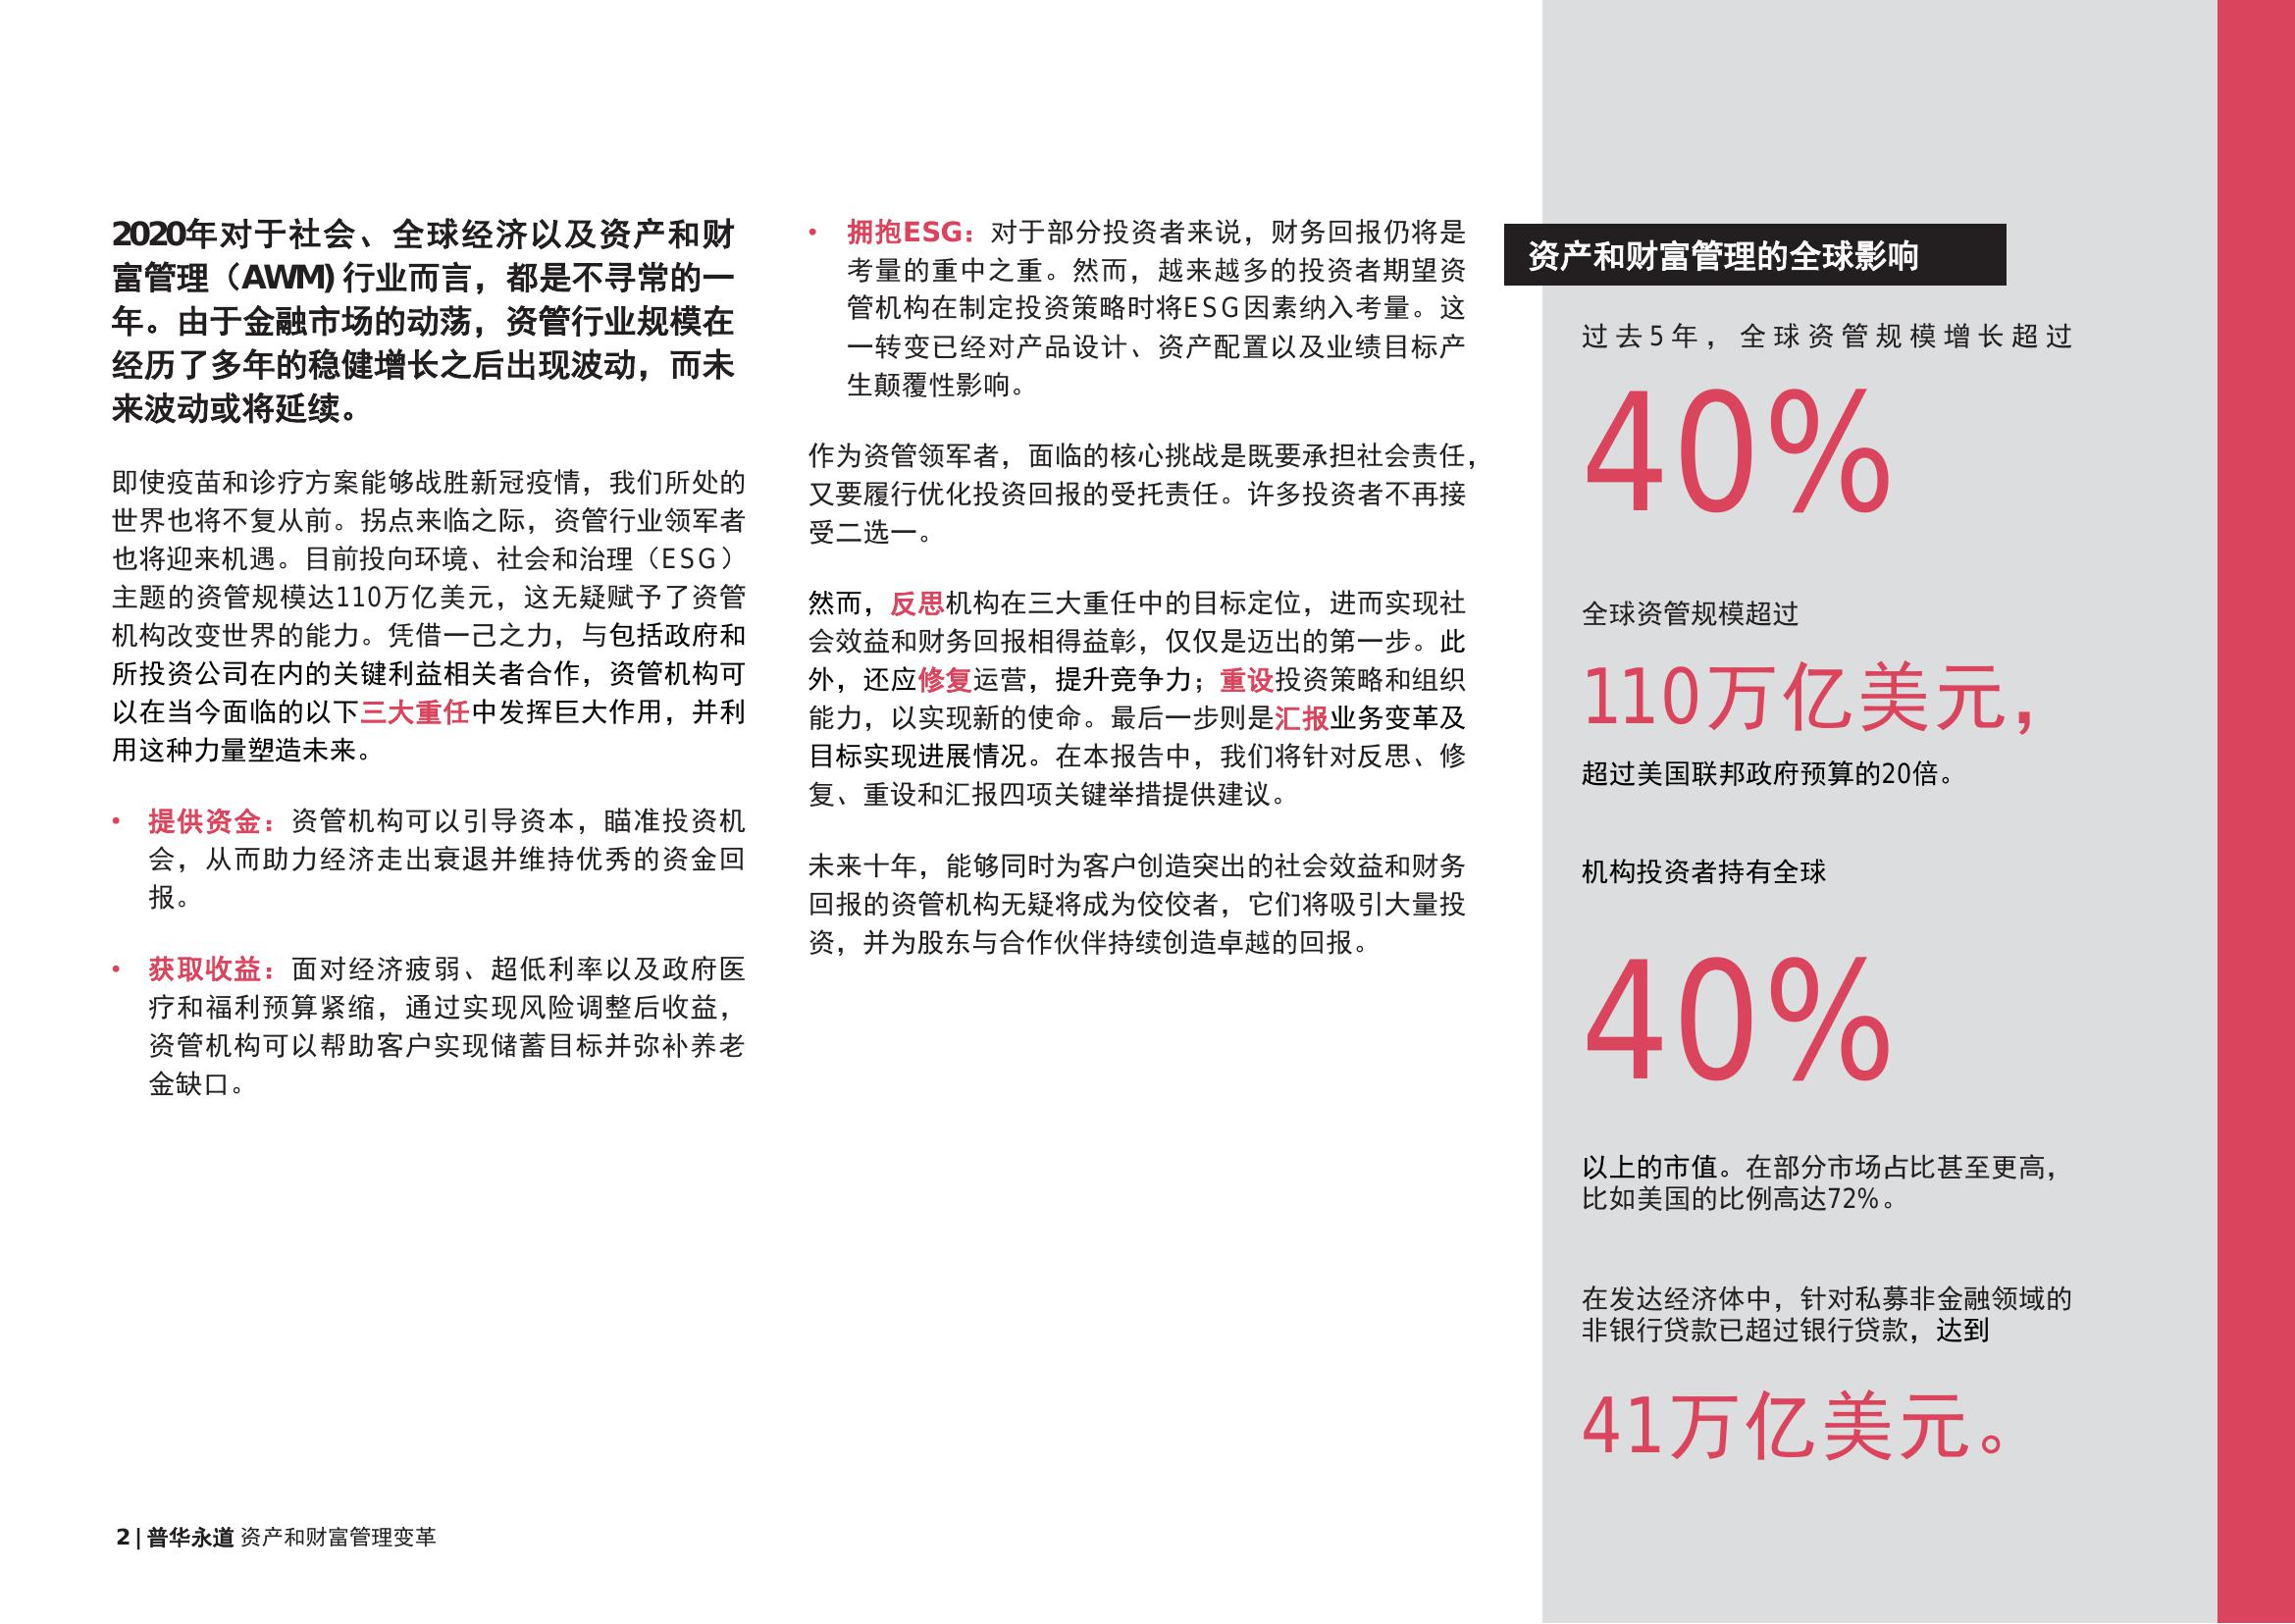 2020年对于社会、全球经济以及资产和财
富管理（AWM) 行业而言，都是不寻常的一
年。由于金融市场的动荡，资管行业规模在
经历了多年的稳健增长之后出现波动，而未
来波动或将延续。
即使疫苗和诊疗方案能够战胜新冠疫情，我们所处的
世界也将不复从前。拐点来临之际，资管行业领军者
也将迎来机遇。目前投向环境、社会和治理（ESG）
主题的资管规模达110万亿美元，这无疑赋予了资管
机构改变世界的能力。凭借一己之力，与包括政府和
所投资公司在内的关键利益相关者合作，资管机构可
以在当今面临的以下三大重任中发挥巨大作用，并利
用这种力量塑造未来。
• 提供资金：资管机构可以引导资本，瞄准投资机
会，从而助力经济走出衰退并维持优秀的资金回
报。
• 获取收益：面对经济疲弱、超低利率以及政府医
疗和福利预算紧缩，通过实现风险调整后收益，
资管机构可以帮助客户实现储蓄目标并弥补养老
金缺口。
• 拥抱ESG：对于部分投资者来说，财务回报仍将是
考量的重中之重。然而，越来越多的投资者期望资
管机构在制定投资策略时将ESG因素纳入考量。这
一转变已经对产品设计、资产配置以及业绩目标产
生颠覆性影响。
作为资管领军者，面临的核心挑战是既要承担社会责任，
又要履行优化投资回报的受托责任。许多投资者不再接
受二选一。
然而，反思机构在三大重任中的目标定位，进而实现社
会效益和财务回报相得益彰，仅仅是迈出的第一步。此
外，还应修复运营，提升竞争力；重设投资策略和组织
能力，以实现新的使命。最后一步则是汇报业务变革及
目标实现进展情况。在本报告中，我们将针对反思、修
复、重设和汇报四项关键举措提供建议。
未来十年，能够同时为客户创造突出的社会效益和财务
回报的资管机构无疑将成为佼佼者，它们将吸引大量投
资，并为股东与合作伙伴持续创造卓越的回报。
资产和财富管理的全球影响
过去5年，全球资管规模增长超过
40%
全球资管规模超过
110万亿美元，
超过美国联邦政府预算的20倍。
机构投资者持有全球
40%
以上的市值。在部分市场占比甚至更高，
比如美国的比例高达72%。
在发达经济体中，针对私募非金融领域的
非银行贷款已超过银行贷款，达到
41万亿美元。
2 | 普华永道 资产和财富管理变革